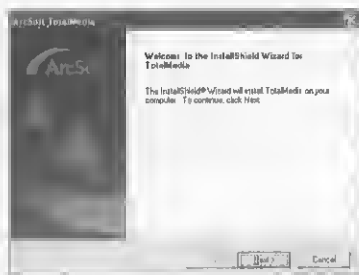 ArcSoft TotalMedia
ArcS
Welcome to the InstallShield Wizard for
TotalMedia
The InstallShield® Wizard will install TotalMedia on your
computer. To continue, click Next.
Next >
Cancel